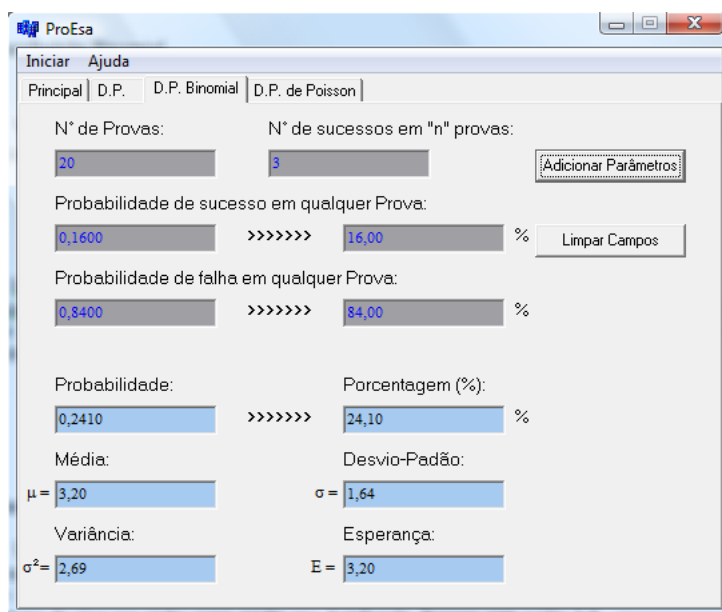 ProEsa
Iniciar Ajuda
Principal D.P. D.P. Binomial D.P. de Poisson
N° de Provas: N° de sucessos em "n" provas:
20 3 Adicionar Parâmetros
Probabilidade de sucesso em qualquer Prova:
0,1600 >>>>>>> 16,00 % Limpar Campos
Probabilidade de falha em qualquer Prova:
0,8400 >>>>>>> 84,00 %
Probabilidade: Porcentagem (%):
0,2410 >>>>>>> 24,10 %
Média: Desvio-Padão:
μ = 3,20 σ = 1,64
Variância: Esperança:
σ²= 2,69 E = 3,20